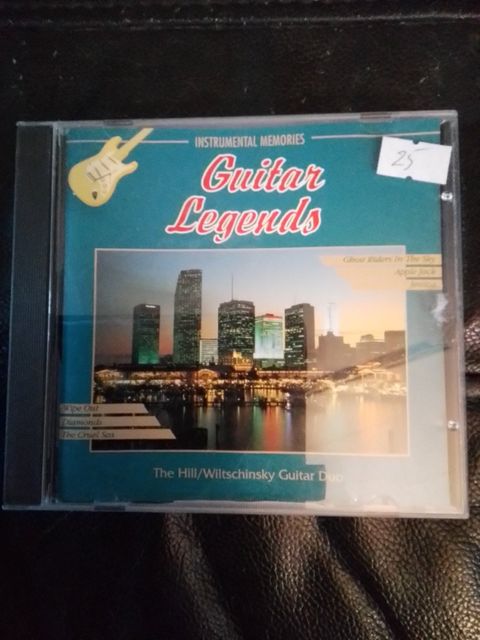 INSTRUMENTAL MEMORIES
25
Guitar
Legends
Ghost Riders In The Sky
Apple Jack
Jessica
Wipe Out
Diamonds
The Cruel Sea
The Hill/Wiltschinsky Guitar Duo